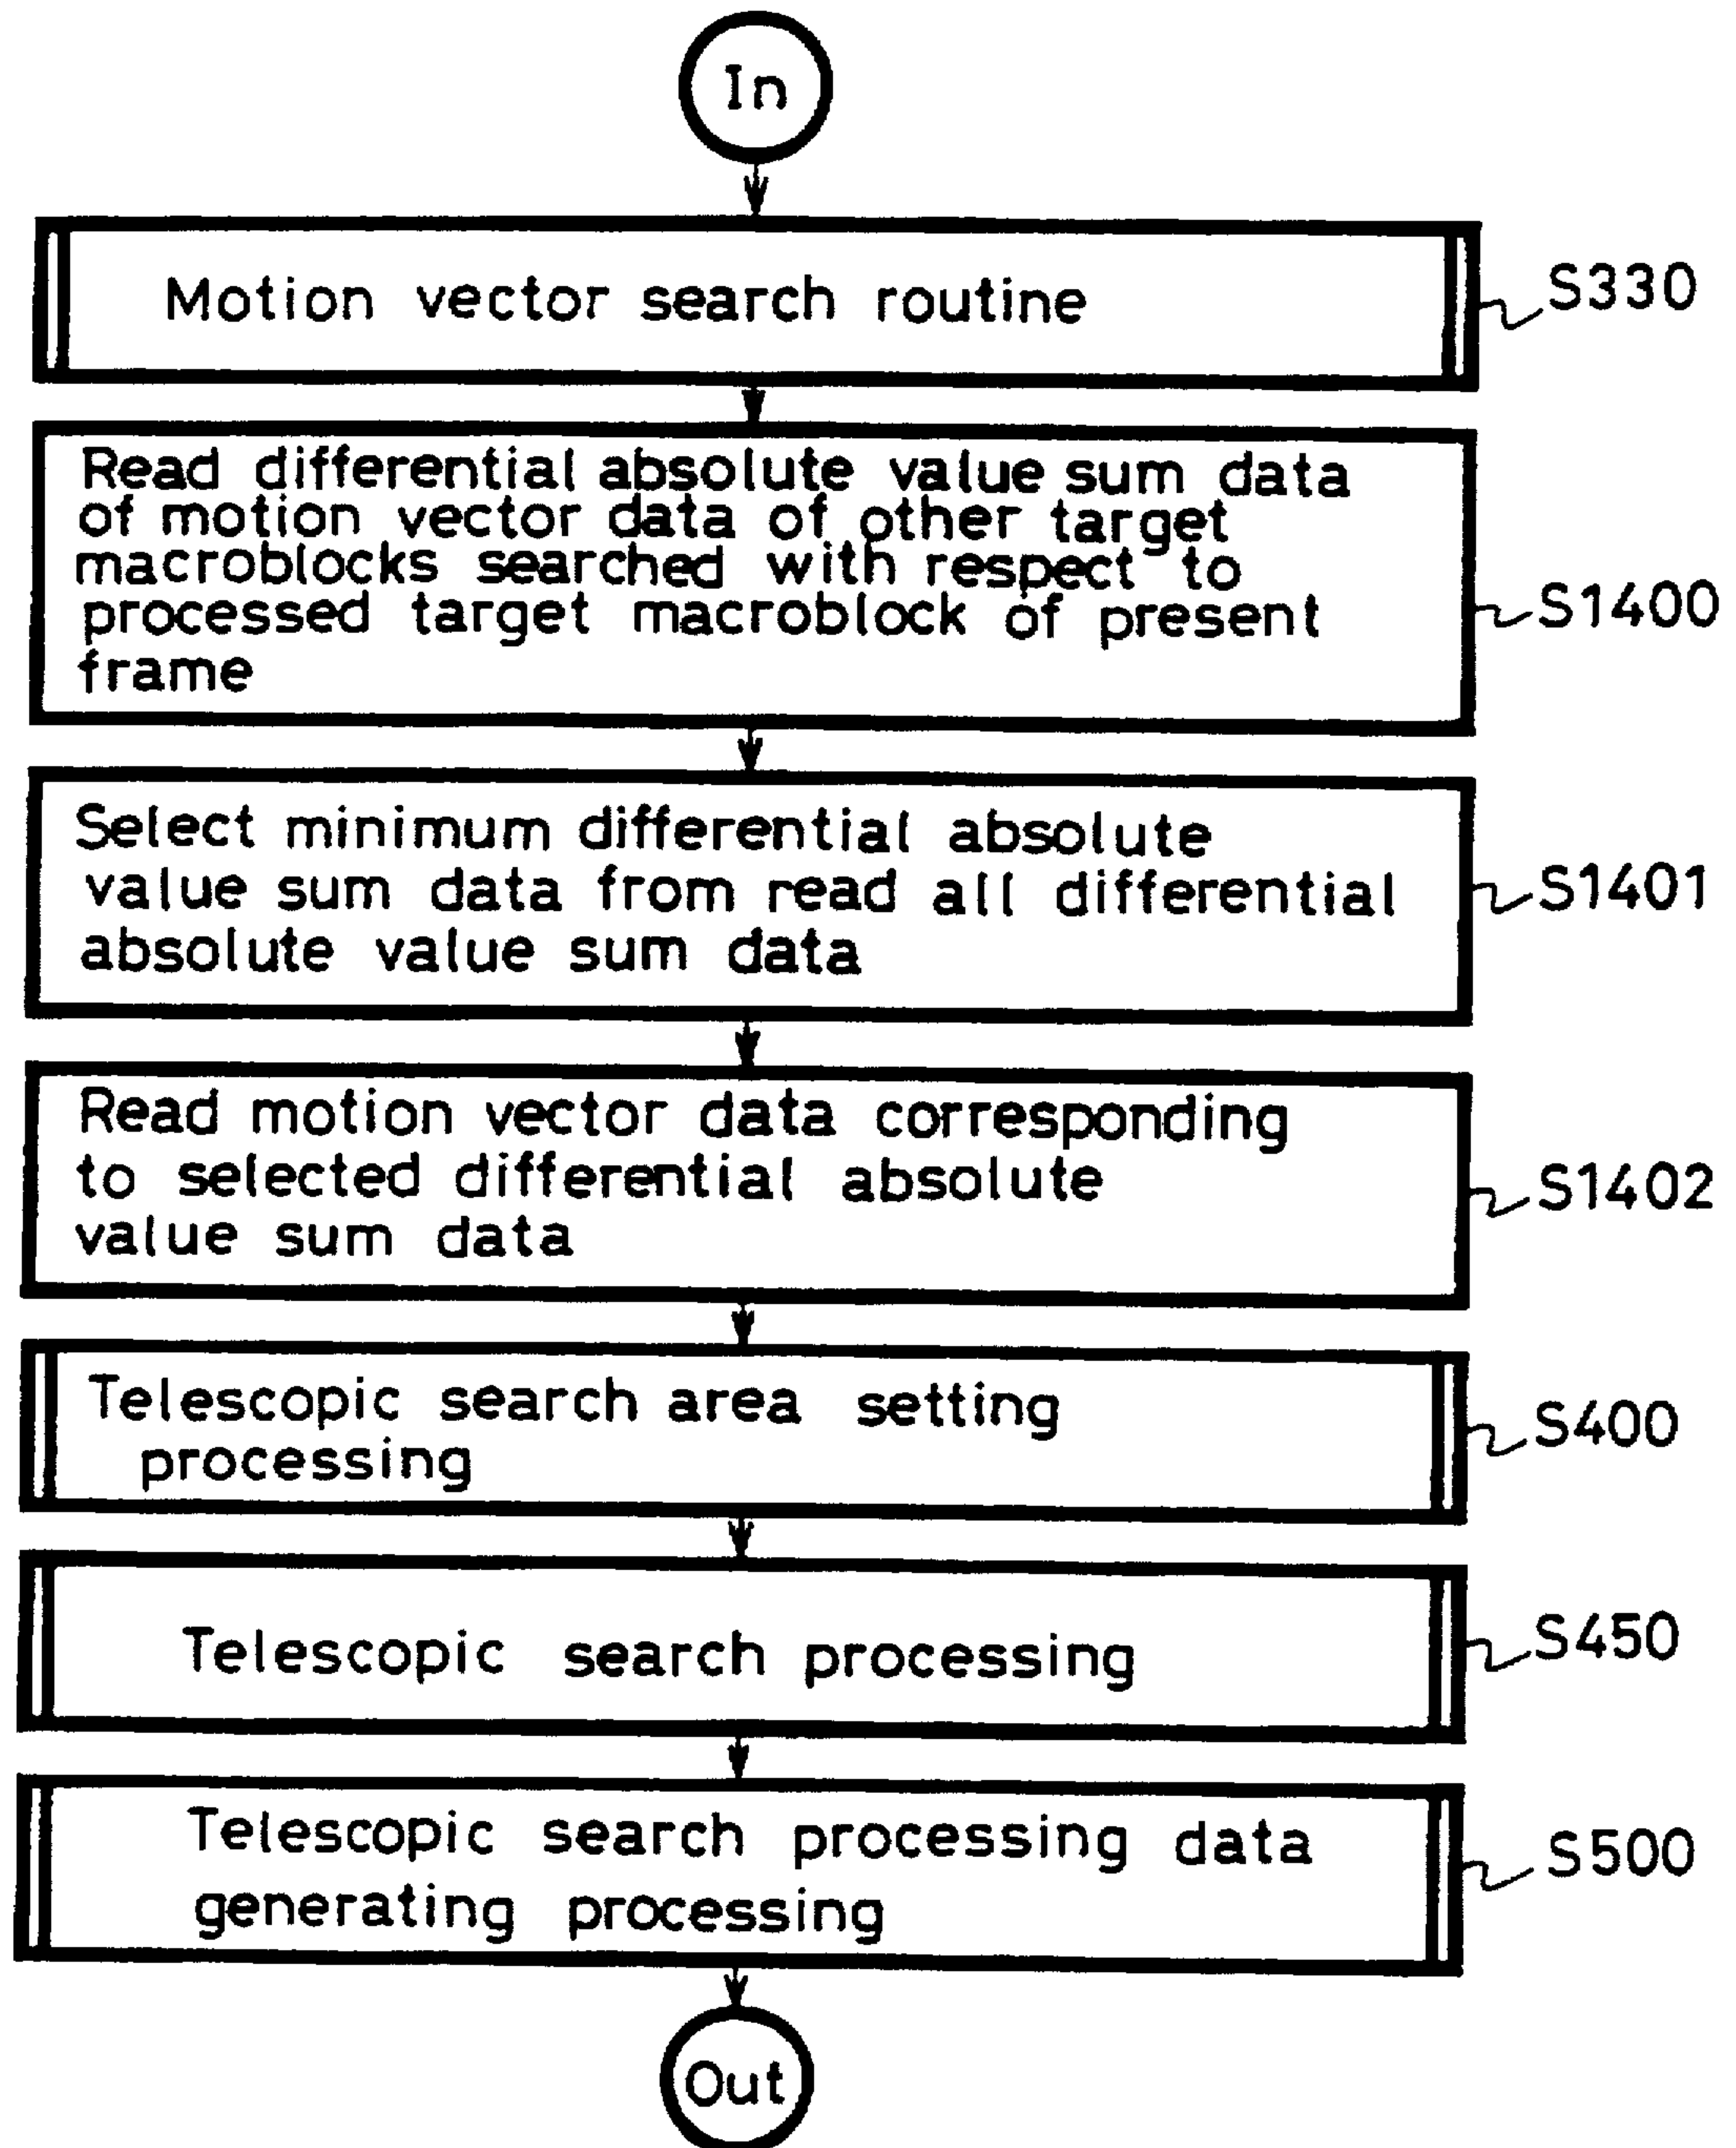 In
Motion vector search routine
S330
Read differential absolute value sum data
of motion vector data of other target
macroblocks searched with respect to
processed target macroblock of present
frame
S1400
Select minimum differential absolute
value sum data from read all differential
absolute value sum data
S1401
Read motion vector data corresponding
to selected differential absolute
value sum data
S1402
Telescopic search area setting
processing
S400
Telescopic search processing
S450
Telescopic search processing data
generating processing
S500
Out